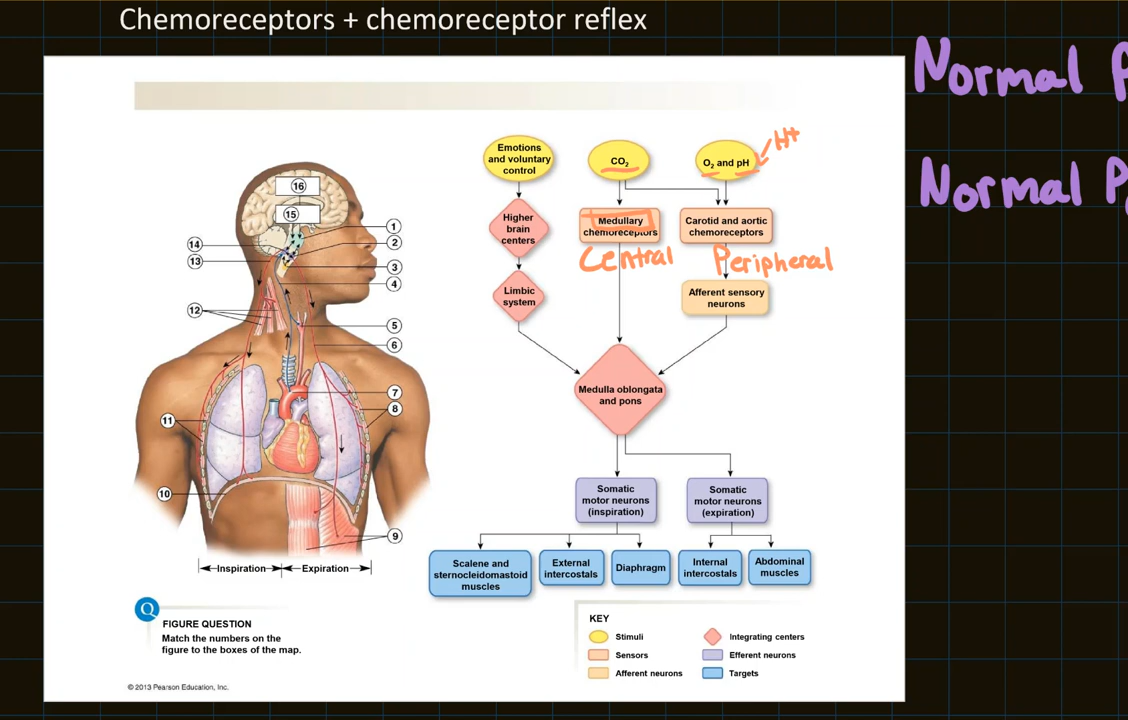 Chemoreceptors + chemoreceptor reflex
Normal
Normal
H+
Emotions
and voluntary
control
CO₂
O₂ and pH
Higher
brain
centers
Medullary
chemoreceptors
Carotid and aortic
chemoreceptors
Central
Peripheral
Limbic
system
Afferent sensory
neurons
Medulla oblongata
and pons
Somatic
motor neurons
(inspiration)
Somatic
motor neurons
(expiration)
Scalene and
sternocleidomastoid
muscles
External
intercostals
Diaphragm
Internal
intercostals
Abdominal
muscles
16
15
14
13
12
11
10
1
2
3
4
5
6
7
8
9
Inspiration
Expiration
Q
FIGURE QUESTION
Match the numbers on the
figure to the boxes of the map.
KEY
Stimuli
Sensors
Afferent neurons
Integrating centers
Efferent neurons
Targets
© 2013 Pearson Education, Inc.